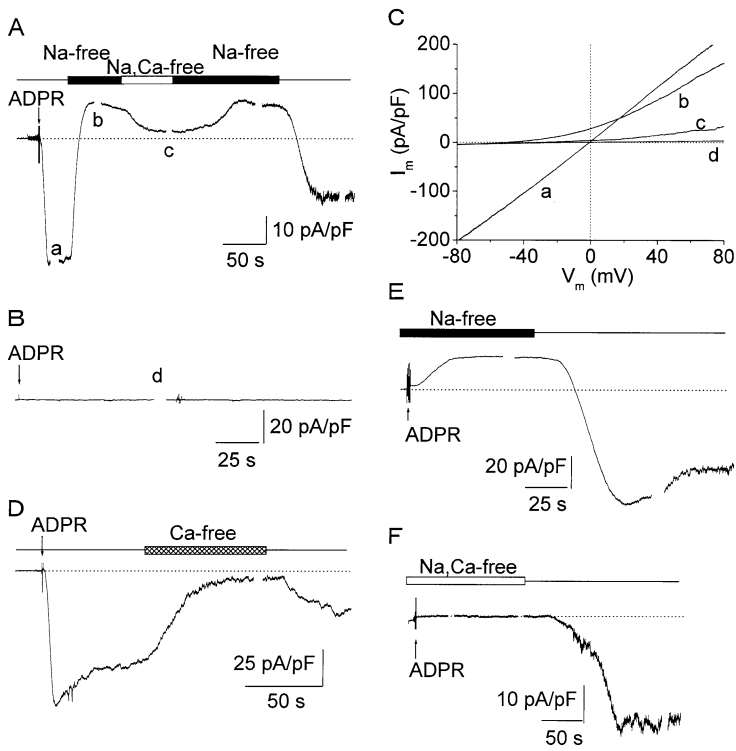 A
Na-free
Na-free
Na,Ca-free
ADPR
b
c
a
10 pA/pF
50 s
B
ADPR
d
20 pA/pF
25 s
C
200
100
0
-100
-200
I_m (pA/pF)
a
b
c
d
-80
-40
0
40
80
V_m (mV)
D
ADPR
Ca-free
25 pA/pF
50 s
E
Na-free
ADPR
20 pA/pF
25 s
F
Na,Ca-free
ADPR
10 pA/pF
50 s